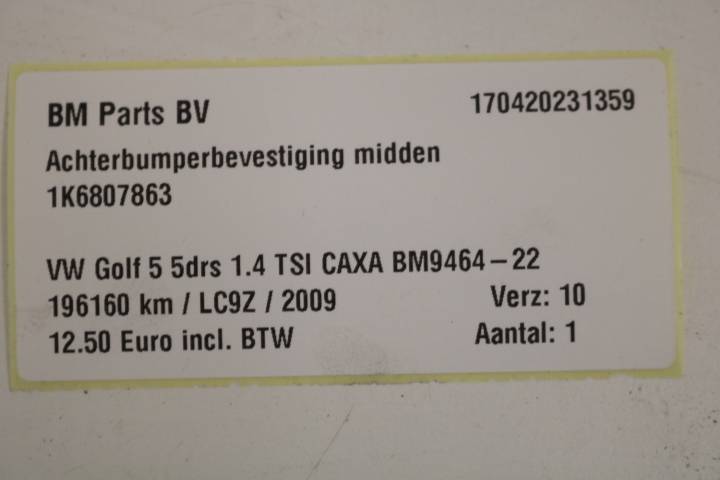 BM Parts BV 170420231359
Achterbumperbevestiging midden
1K6807863
VW Golf 5 5drs 1.4 TSI CAXA BM9464-22
196160 km / LC9Z / 2009 Verz: 10
12.50 Euro incl. BTW Aantal: 1